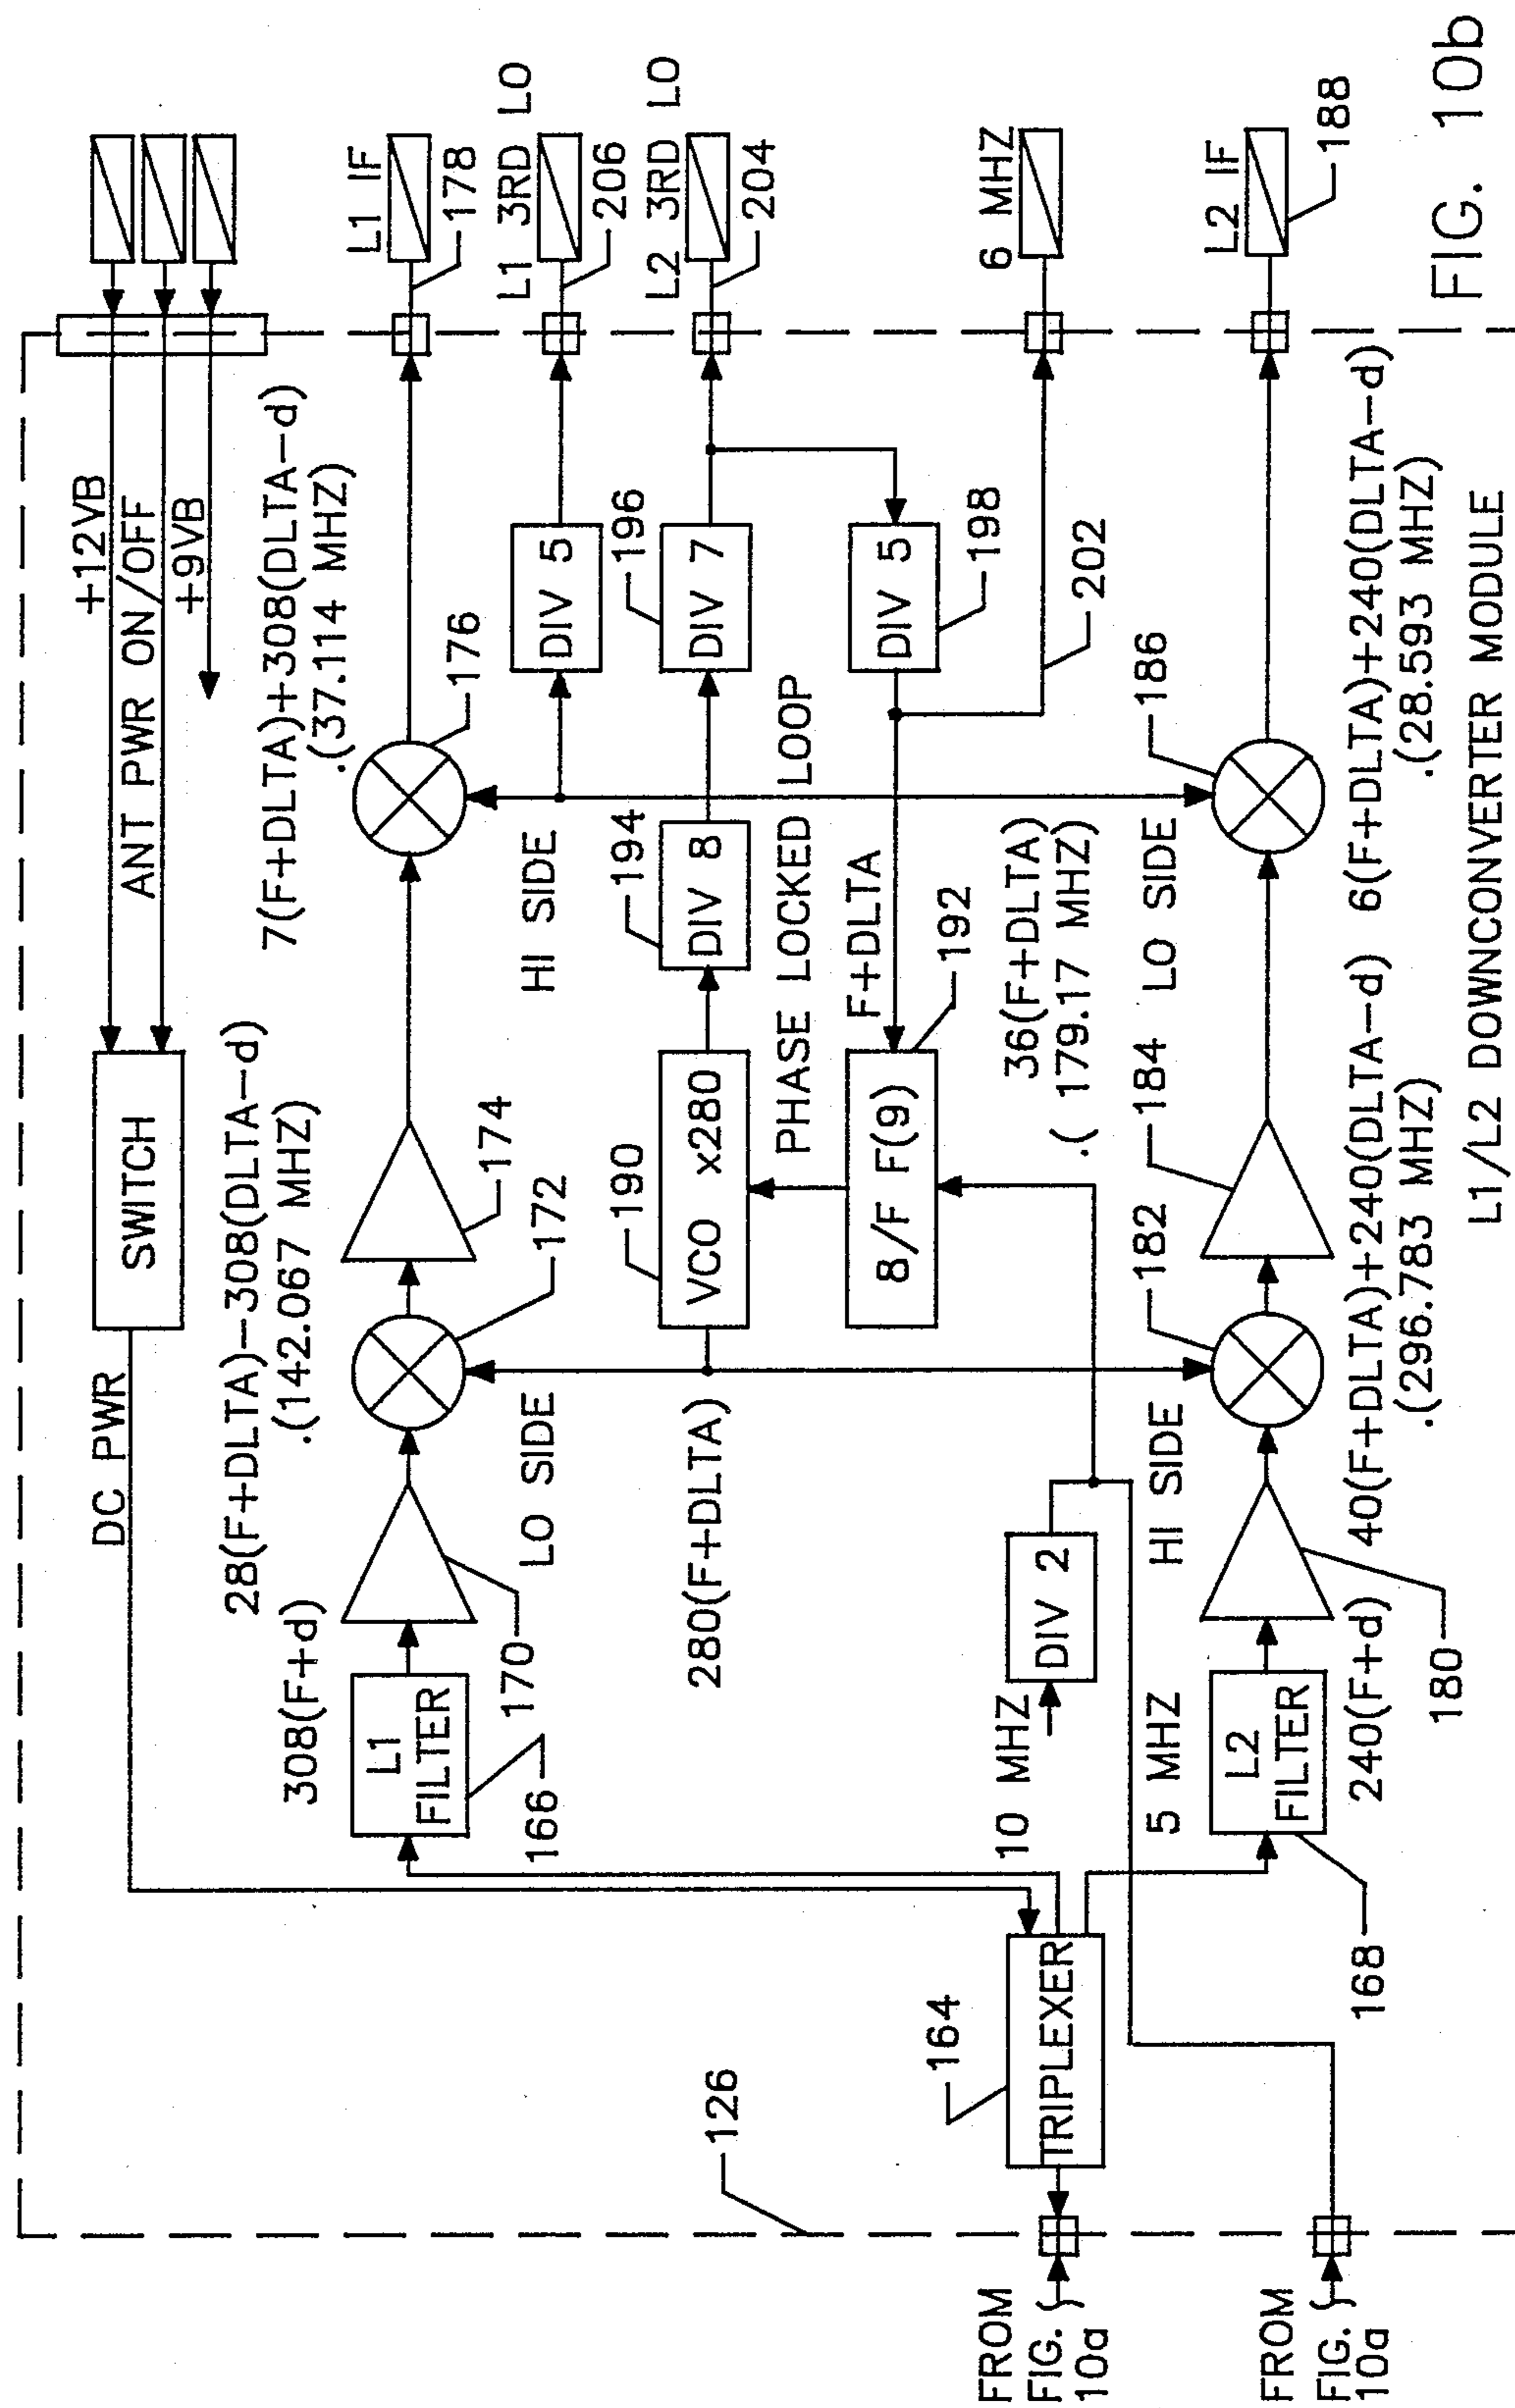 +12VB
ANT PWR ON/OFF
+9VB
SWITCH
DC PWR
28(F+DLTA)-308(DLTA-d)
.(142.067 MHZ)
7(F+DLTA)+308(DLTA-d)
.(37.114 MHZ)
L1 IF
178
308(F+d)
L1
FILTER
166
170
LO SIDE
172
174
HI SIDE
176
DIV 5
L1 3RD LO
206
280(F+DLTA)
190
VCO x280
194
DIV 8
196
DIV 7
L2 3RD LO
204
PHASE LOCKED LOOP
8/F F(9)
F+DLTA
192
DIV 5
198
202
6 MHZ
36(F+DLTA)
.( 179.17 MHZ)
126
164
TRIPLEXER
FROM
FIG.
10a
10 MHZ
DIV 2
5 MHZ
HI SIDE
182
184
LO SIDE
186
L2 IF
188
L2
FILTER
168
180
240(F+d)
40(F+DLTA)+240(DLTA-d)
.(296.783 MHZ)
6(F+DLTA)+240(DLTA-d)
.(28.593 MHZ)
FROM
FIG.
10a
L1/L2 DOWNCONVERTER MODULE
FIG. 10b